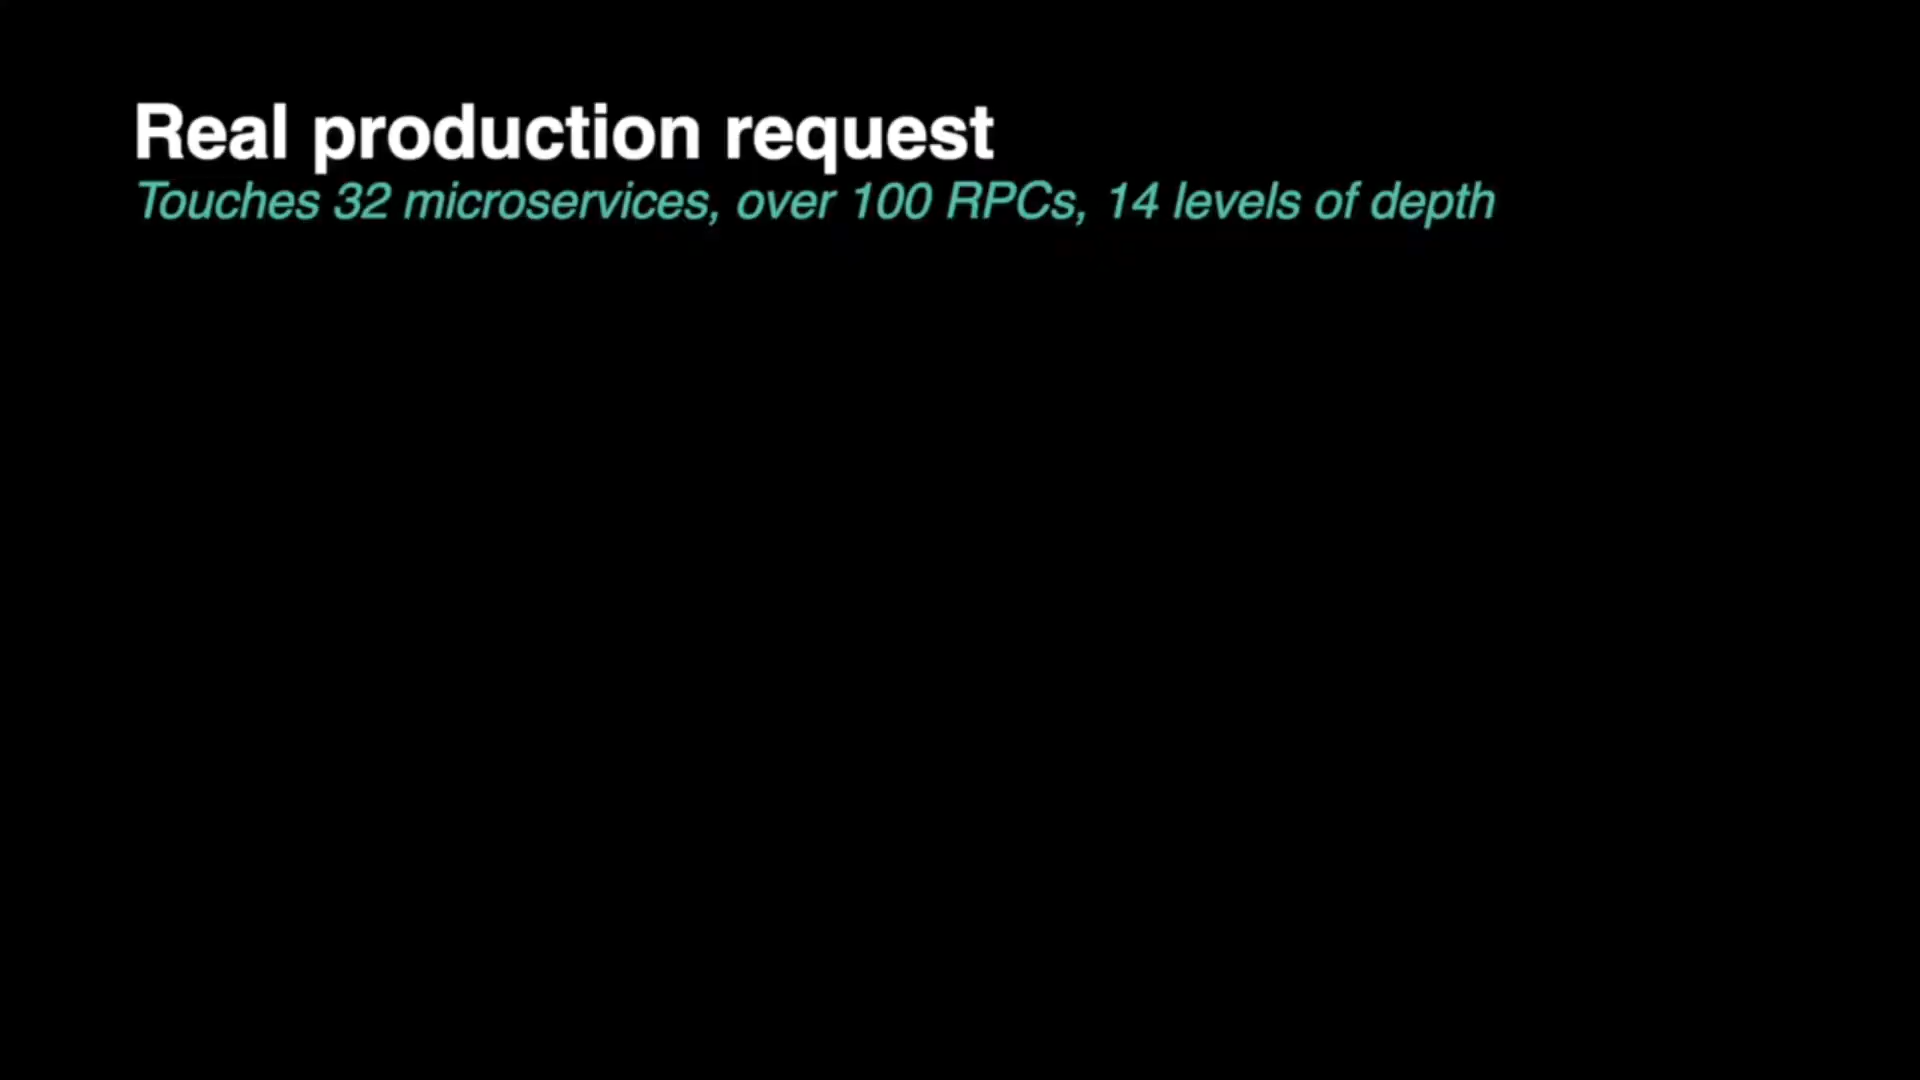 Real production request
Touches 32 microservices, over 100 RPCs, 14 levels of depth